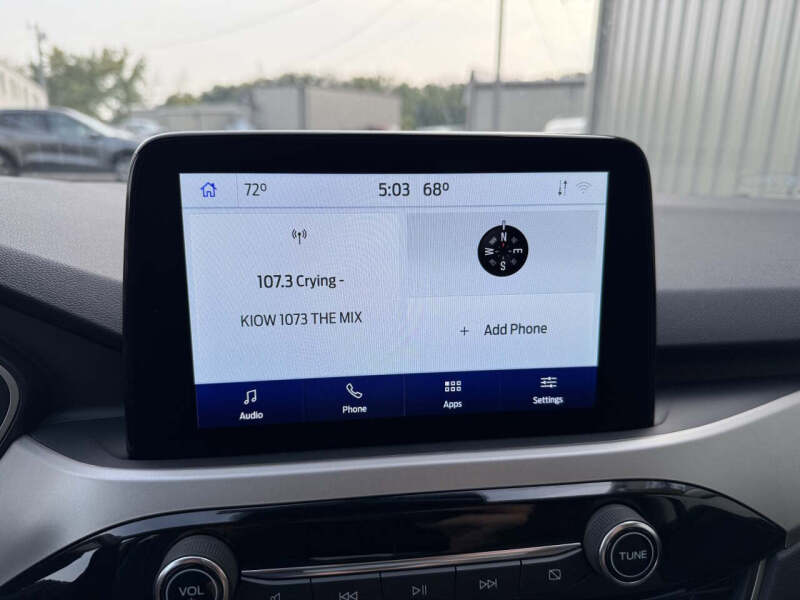 72° 5:03 68°
107.3 Crying -
KIOW 1073 THE MIX
N
W E
S
+ Add Phone
Audio Phone Apps Settings
VOL TUNE